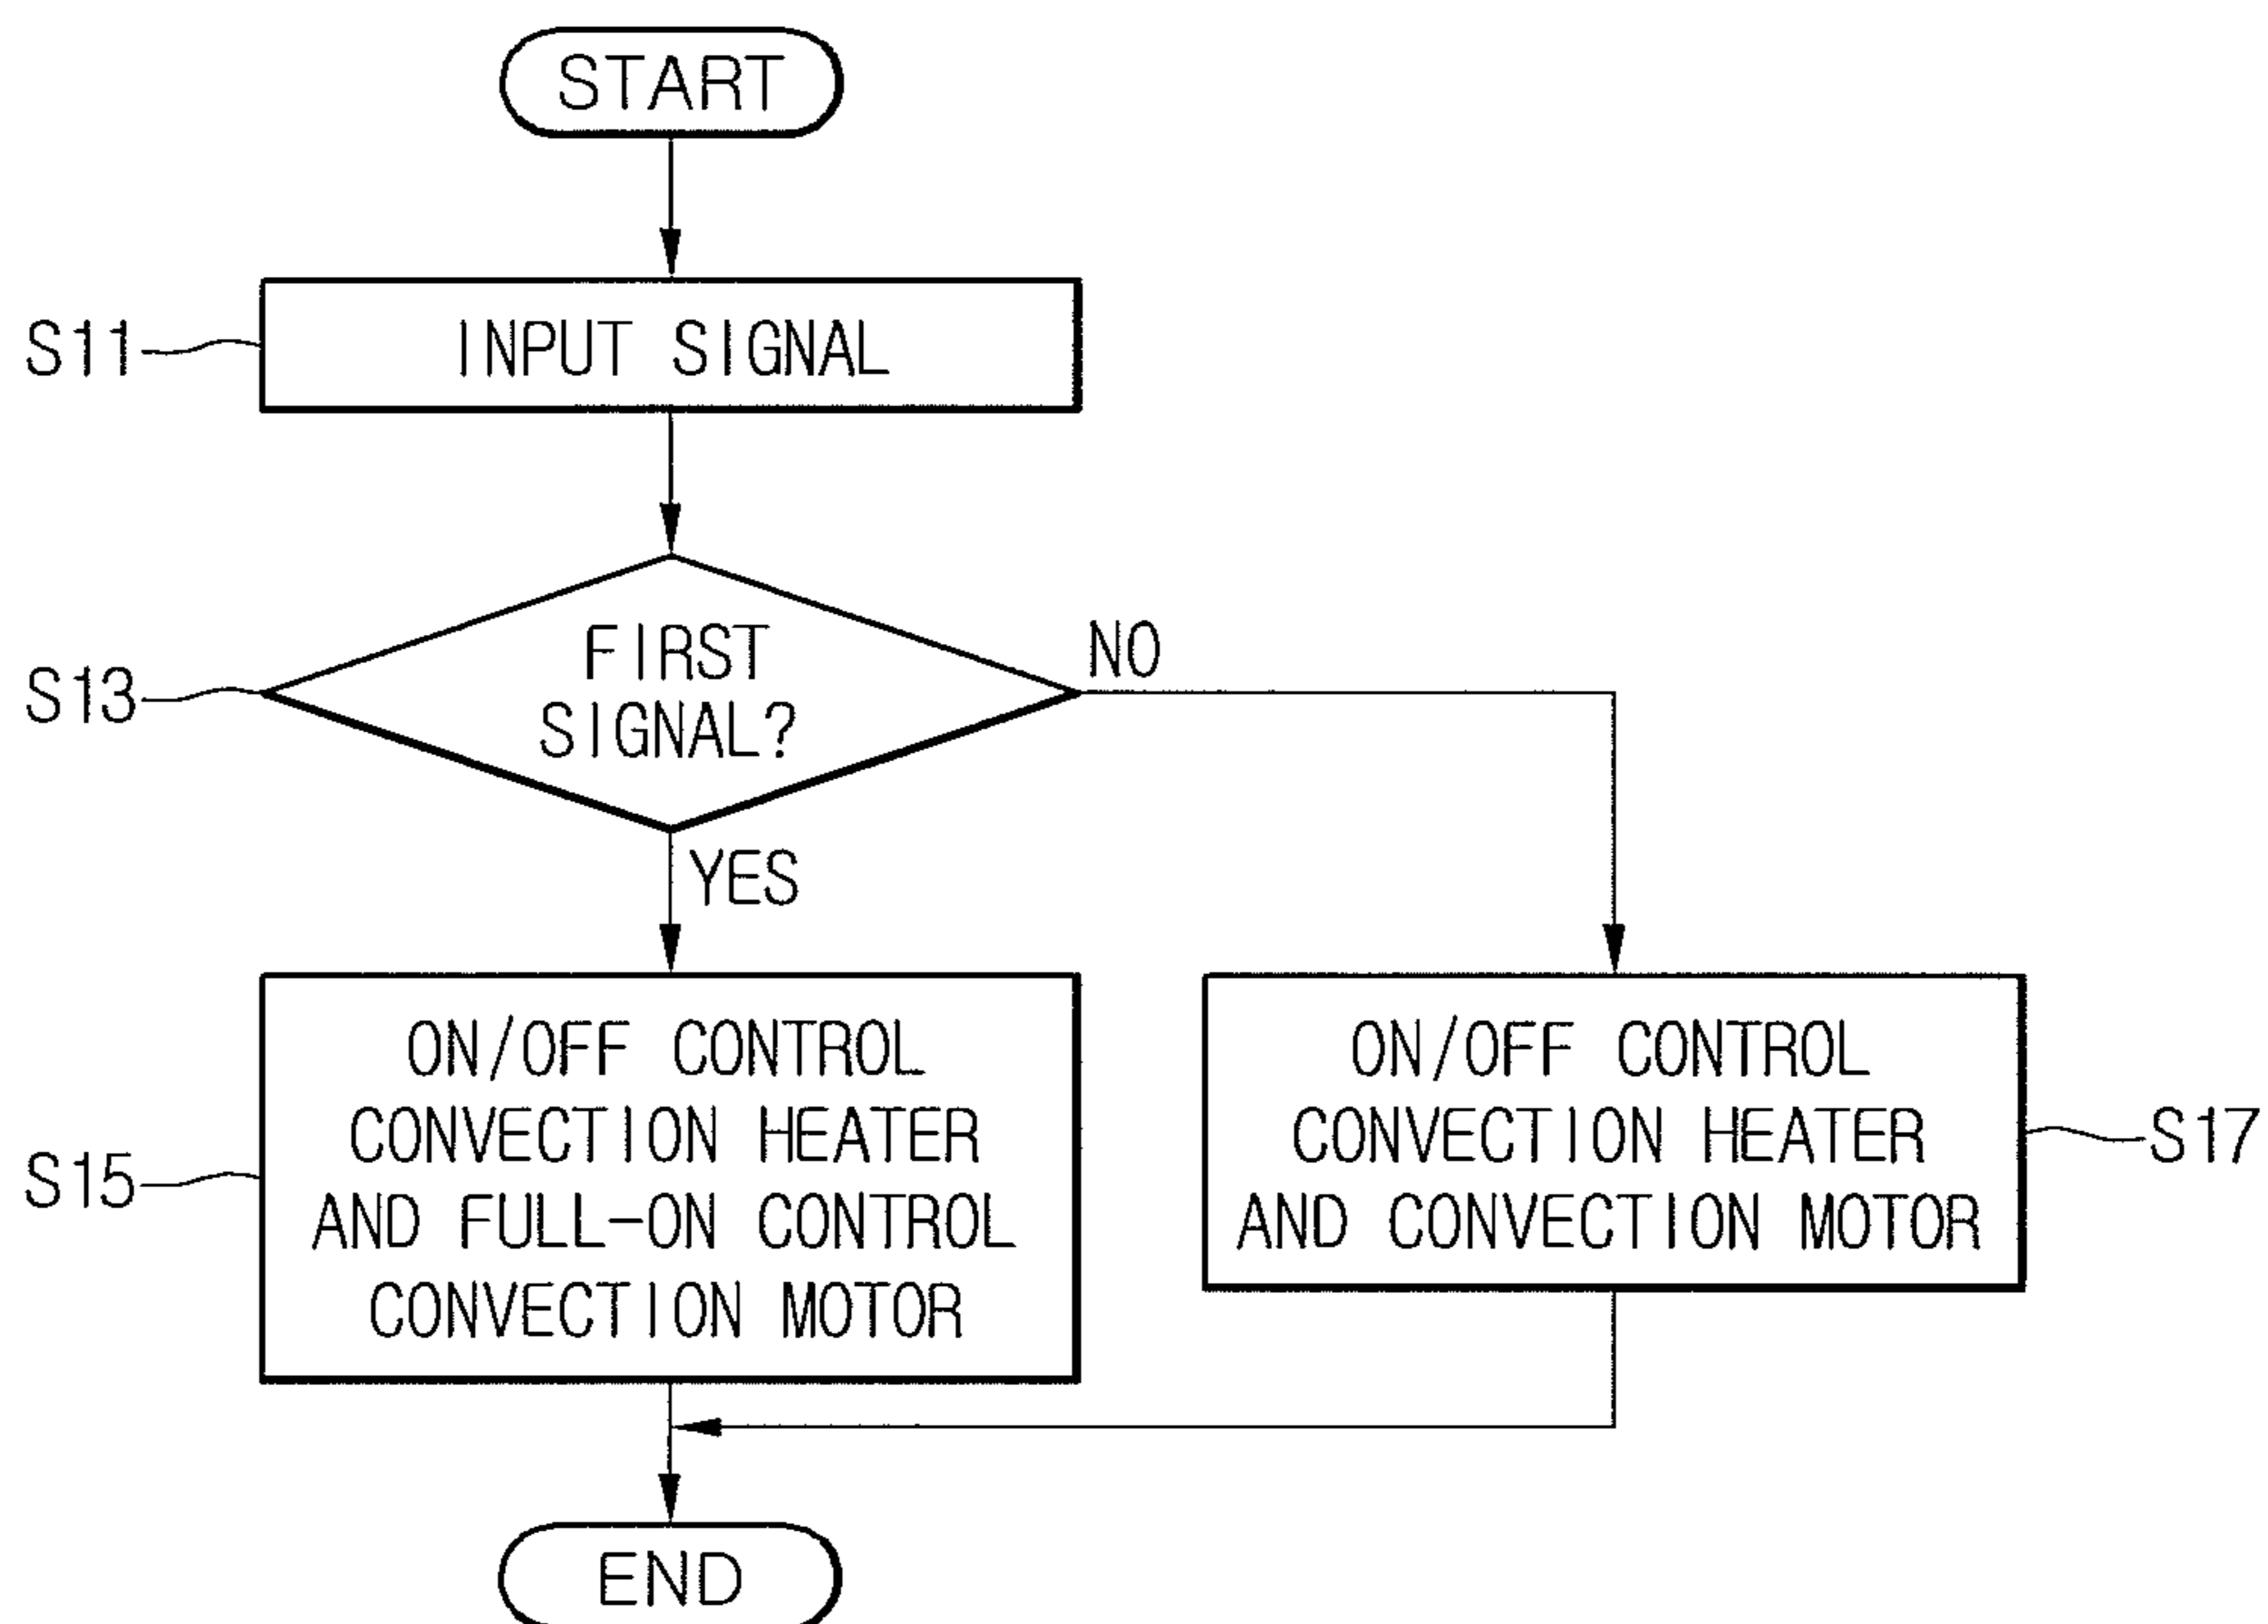 START
S11
INPUT SIGNAL
S13
FIRST
SIGNAL?
NO
YES
S15
ON/OFF CONTROL
CONVECTION HEATER
AND FULL-ON CONTROL
CONVECTION MOTOR
ON/OFF CONTROL
CONVECTION HEATER
AND CONVECTION MOTOR
S17
END